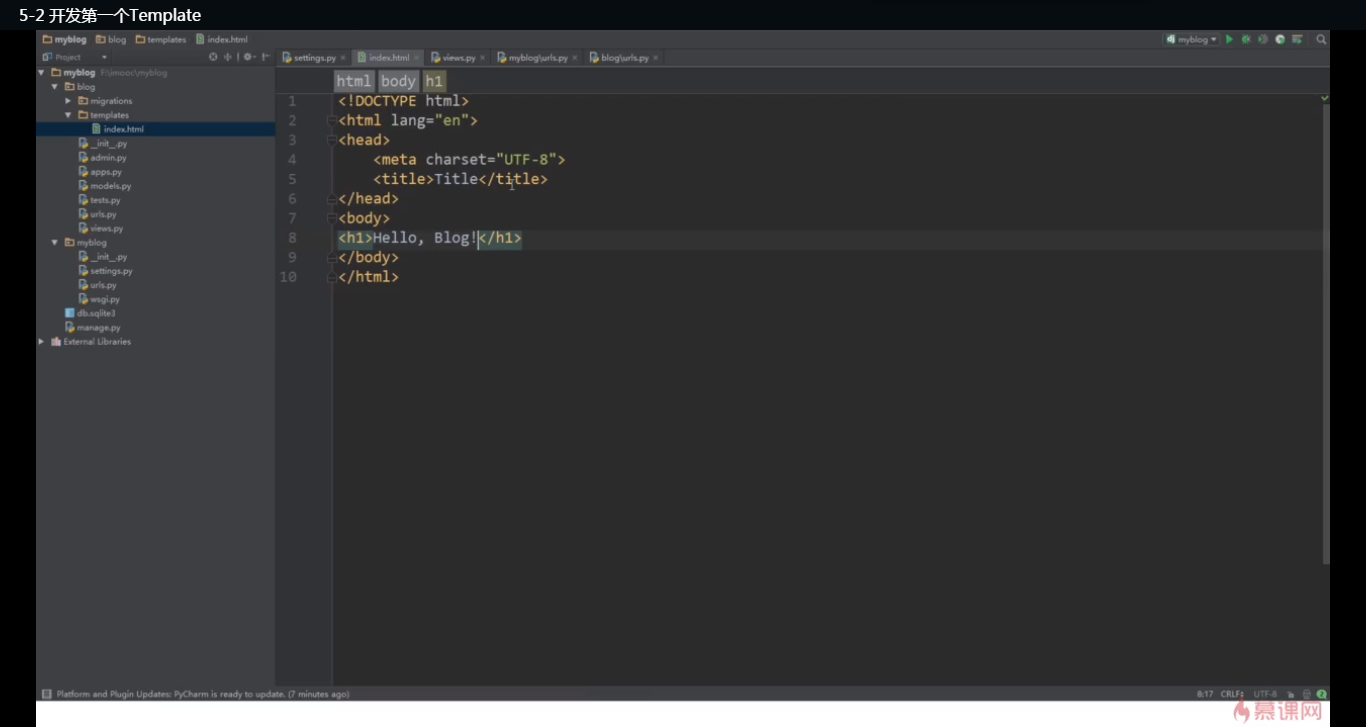 5-2 开发第一个Template
myblog blog templates index.html
myblog
Project
settings.py × index.html × views.py × myblog\urls.py × blog\urls.py ×
myblog F:\imooc\myblog
blog
migrations
templates
index.html
__init__.py
admin.py
apps.py
models.py
tests.py
urls.py
views.py
myblog
__init__.py
settings.py
urls.py
wsgi.py
db.sqlite3
manage.py
External Libraries
html body h1
1 <!DOCTYPE html>
2 <html lang="en">
3 <head>
4 <meta charset="UTF-8">
5 <title>Title</title>
6 </head>
7 <body>
8 <h1>Hello, Blog!</h1>
9 </body>
10 </html>
Platform and Plugin Updates: PyCharm is ready to update. (7 minutes ago)
8:17 CRLF÷ UTF-8 2
慕课网